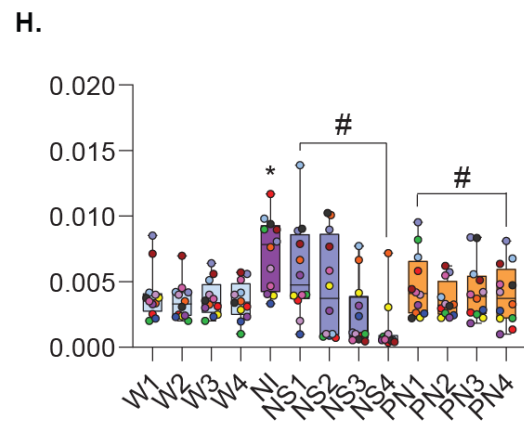 H.
0.020
0.015
0.010
0.005
0.000
#
#
*
W1
W2
W3
W4
NI
NS1
NS2
NS3
NS4
PN1
PN2
PN3
PN4